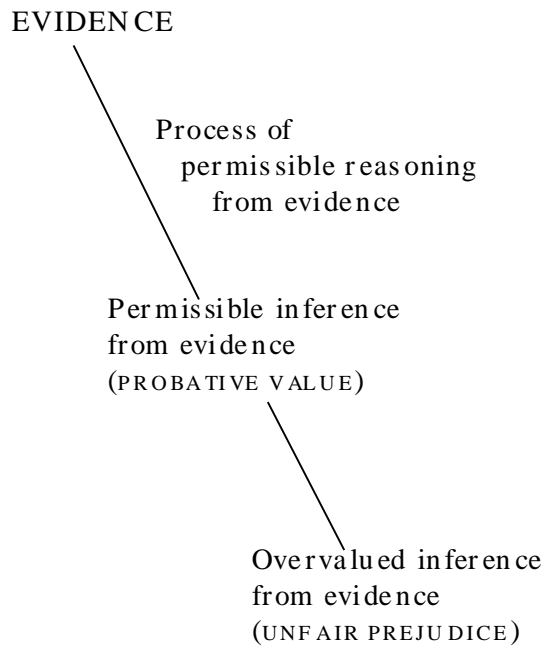 EVIDENCE
Process of
permissible reasoning
from evidence
Permissible inference
from evidence
(PROBATIVE VALUE)
Overvalued inference
from evidence
(UNFAIR PREJUDICE)